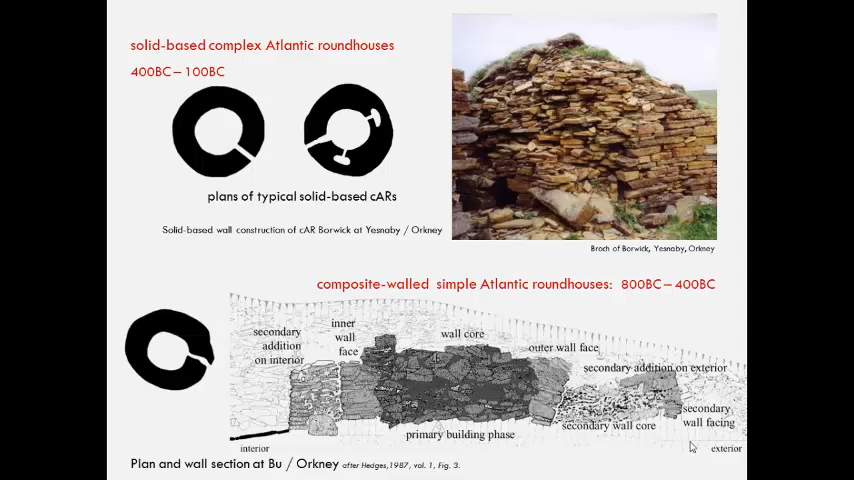 solid-based complex Atlantic roundhouses
400BC – 100BC
plans of typical solid-based cARs
Solid-based wall construction of cAR Borwick at Yesnaby / Orkney
Broch of Borwick, Yesnaby, Orkney
composite-walled simple Atlantic roundhouses: 800BC – 400BC
secondary
addition
on interior
inner
wall
face
wall core
outer wall face
secondary addition on exterior
secondary
wall facing
secondary wall core
primary building phase
interior
exterior
Plan and wall section at Bu / Orkney after Hedges,1987, vol. 1, Fig. 3.